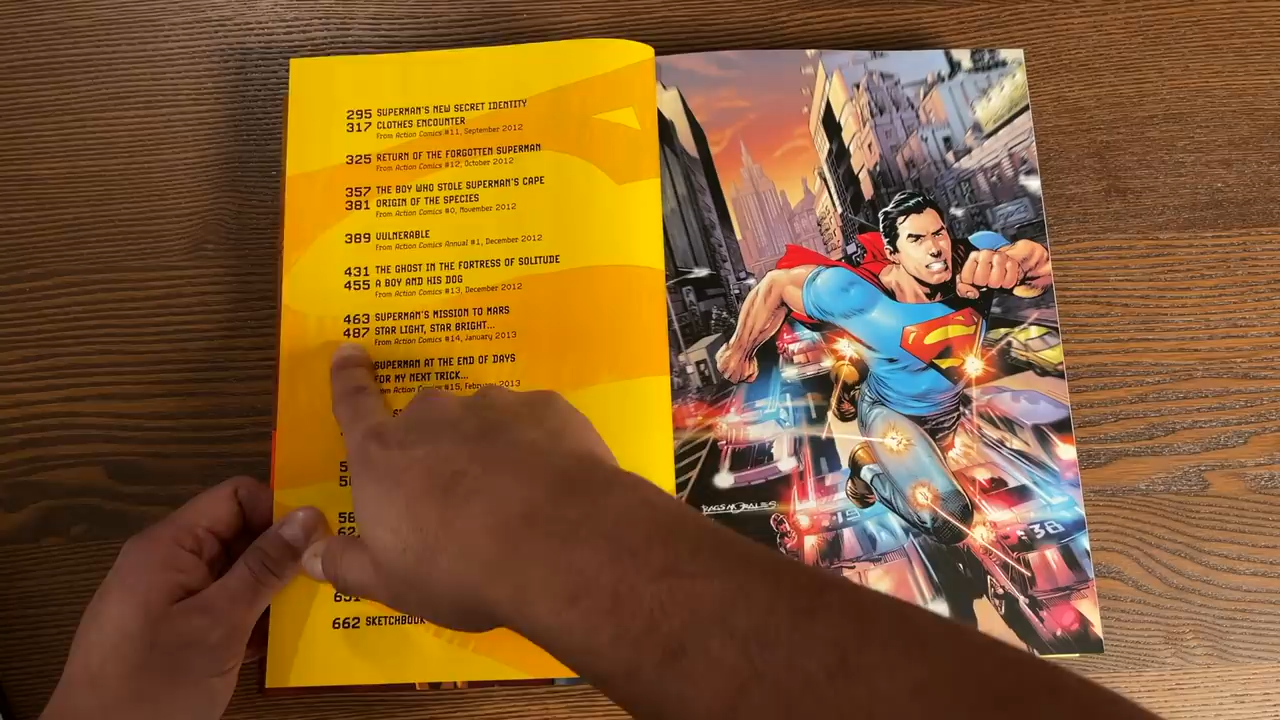 295 SUPERMAN'S NEW SECRET IDENTITY
317 CLOTHES ENCOUNTER
From Action Comics #11, September 2012
325 RETURN OF THE FORGOTTEN SUPERMAN
From Action Comics #12, October 2012
357 THE BOY WHO STOLE SUPERMAN'S CAPE
381 ORIGIN OF THE SPECIES
From Action Comics #0, November 2012
389 VULNERABLE
From Action Comics Annual #1, December 2012
431 THE GHOST IN THE FORTRESS OF SOLITUDE
455 A BOY AND HIS DOG
From Action Comics #13, December 2012
463 SUPERMAN'S MISSION TO MARS
487 STAR LIGHT, STAR BRIGHT...
From Action Comics #14, January 2013
SUPERMAN AT THE END OF DAYS
FOR MY NEXT TRICK...
Action Comics #15, February 2013
662 SKETCHBOOK
RAGS MORALES
38